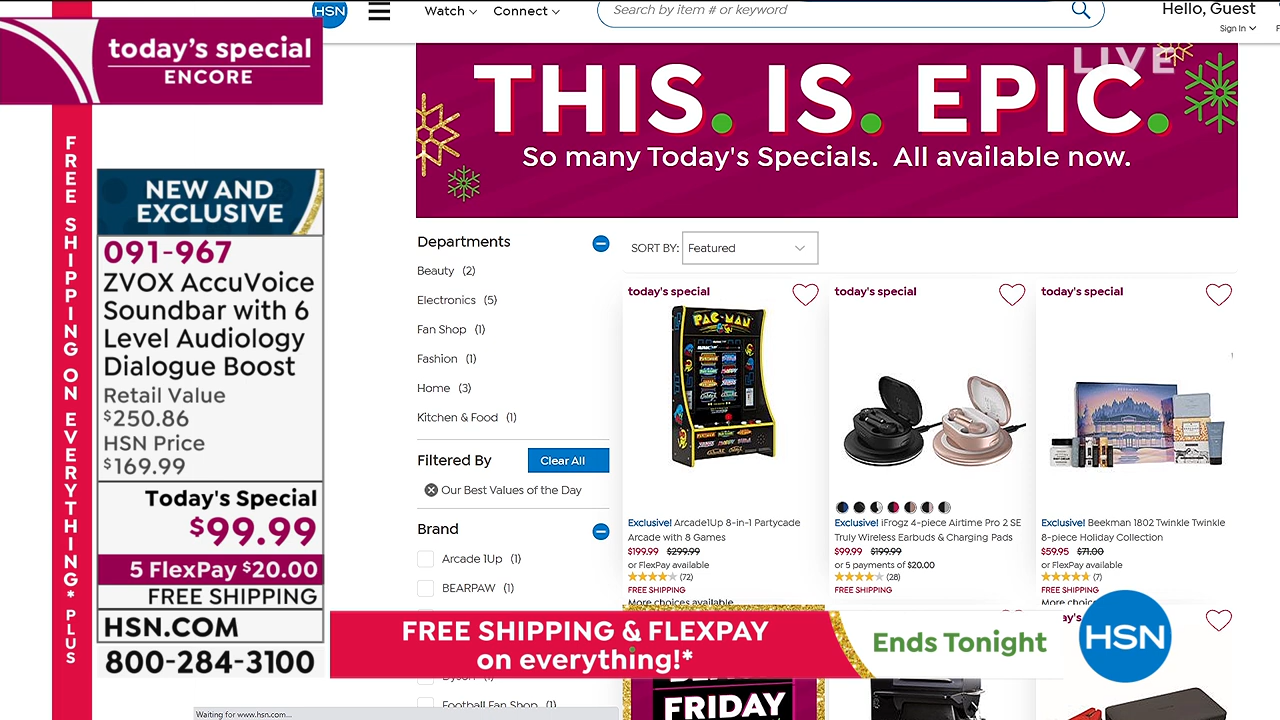 HSN
Watch
Connect
Search by item # or keyword
Hello, Guest
Sign In
today's special
ENCORE
LIVE
THIS. IS. EPIC.
So many Today's Specials. All available now.
FREE SHIPPING ON EVERYTHING* PLUS
NEW AND
EXCLUSIVE
091-967
ZVOX AccuVoice
Soundbar with 6
Level Audiology
Dialogue Boost
Retail Value
$250.86
HSN Price
$169.99
Today's Special
$99.99
5 FlexPay $20.00
FREE SHIPPING
HSN.COM
800-284-3100
Departments
Beauty (2)
Electronics (5)
Fan Shop (1)
Fashion (1)
Home (3)
Kitchen & Food (1)
Filtered By
Clear All
Our Best Values of the Day
Brand
Arcade 1Up (1)
BEARPAW (1)
Football Fan Shop (1)
SORT BY: Featured
today's special
PAC-MAN
Exclusive! Arcade1Up 8-in-1 Partycade
Arcade with 8 Games
$199.99 $299.99
or FlexPay available
(72)
FREE SHIPPING
More choices available
today's special
Exclusive! iFrogz 4-piece Airtime Pro 2 SE
Truly Wireless Earbuds & Charging Pads
$99.99 $199.99
or 5 payments of $20.00
(28)
FREE SHIPPING
today's special
BEEKMAN
Exclusive! Beekman 1802 Twinkle Twinkle
8-piece Holiday Collection
$59.95 $71.00
or FlexPay available
(7)
FREE SHIPPING
FREE SHIPPING & FLEXPAY
on everything!*
Ends Tonight
HSN
FRIDAY
Waiting for www.hsn.com...